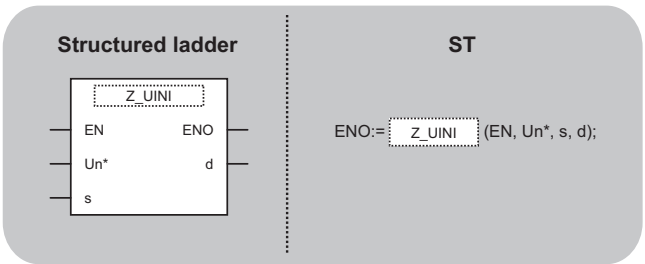 Structured ladder
Z_UINI
EN ENO
Un* d
s
ST
ENO:= Z_UINI (EN, Un*, s, d);